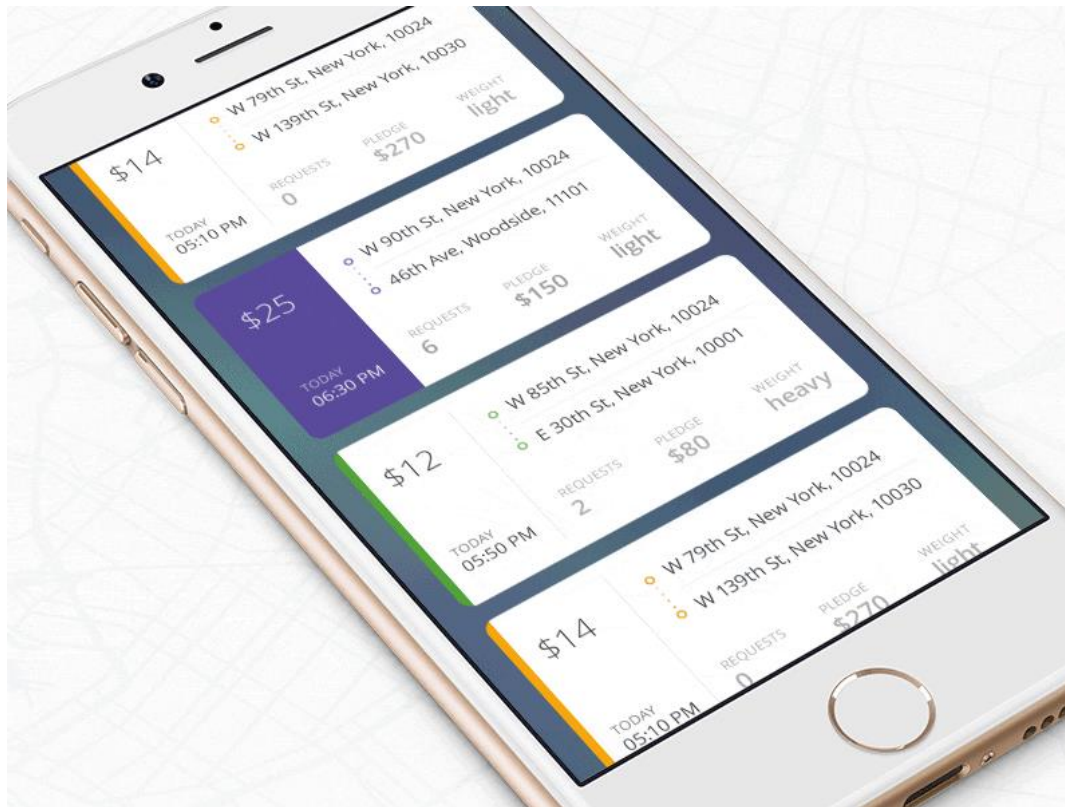 $14
TODAY
05:10 PM
W 79th St, New York, 10024
W 139th St, New York, 10030
REQUESTS
0
PLEDGE
$270
WEIGHT
light
$25
TODAY
06:30 PM
W 90th St, New York, 10024
46th Ave, Woodside, 11101
REQUESTS
6
PLEDGE
$150
WEIGHT
light
$12
TODAY
05:50 PM
W 85th St, New York, 10024
E 30th St, New York, 10001
REQUESTS
2
PLEDGE
$80
WEIGHT
heavy
$14
TODAY
05:10 PM
W 79th St, New York, 10024
W 139th St, New York, 10030
REQUESTS
0
PLEDGE
$270
WEIGHT
light